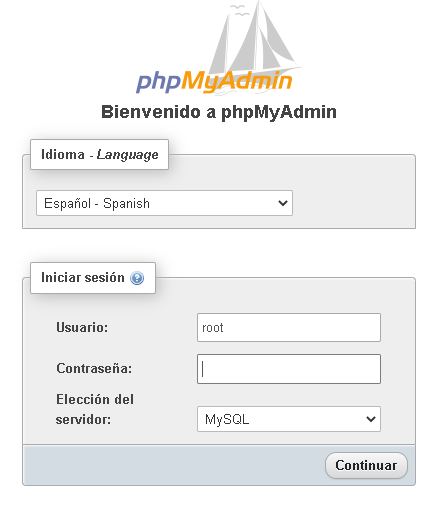 phpMyAdmin
Bienvenido a phpMyAdmin
Idioma - Language
Español - Spanish
Iniciar sesión
Usuario: root
Contraseña:
Elección del
servidor: MySQL
Continuar